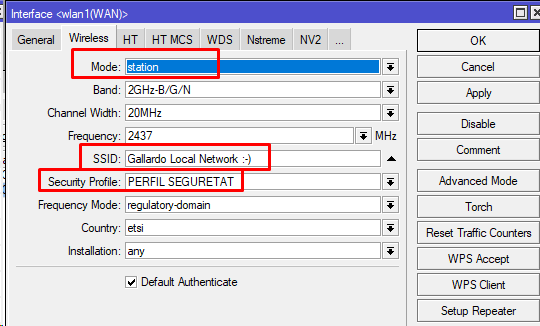 Interface <wlan1(WAN)>
General Wireless HT HT MCS WDS Nstreme NV2 ...
OK
Mode: station
Cancel
Band: 2GHz-B/G/N
Apply
Channel Width: 20MHz
Frequency: 2437 MHz
Disable
SSID: Gallardo Local Network :-)
Comment
Security Profile: PERFIL SEGURETAT
Advanced Mode
Frequency Mode: regulatory-domain
Torch
Country: etsi
Reset Traffic Counters
Installation: any
WPS Accept
Default Authenticate
WPS Client
Setup Repeater